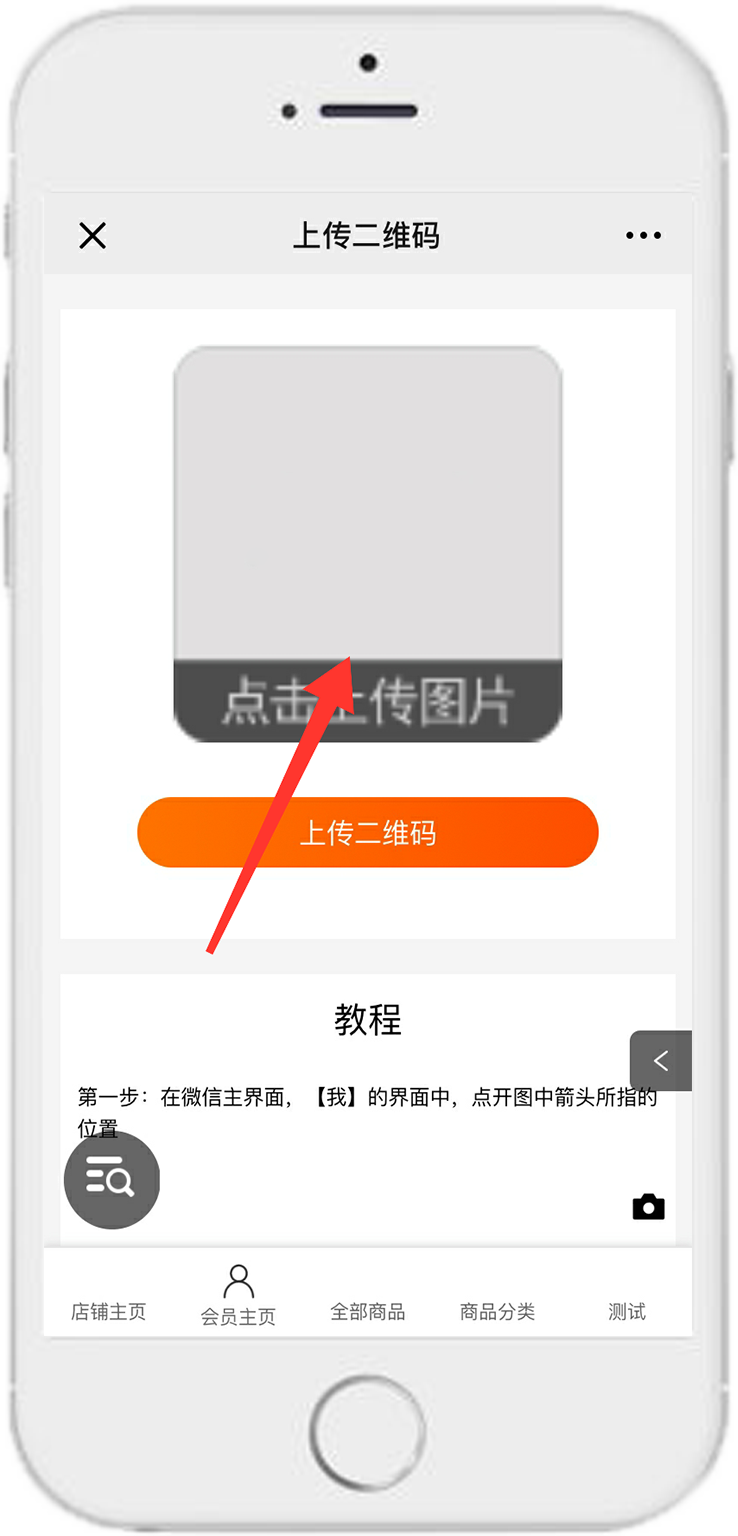 上传二维码
点击上传图片
上传二维码
教程
第一步：在微信主界面，【我】的界面中，点开图中箭头所指的
位置
店铺主页
会员主页
全部商品
商品分类
测试